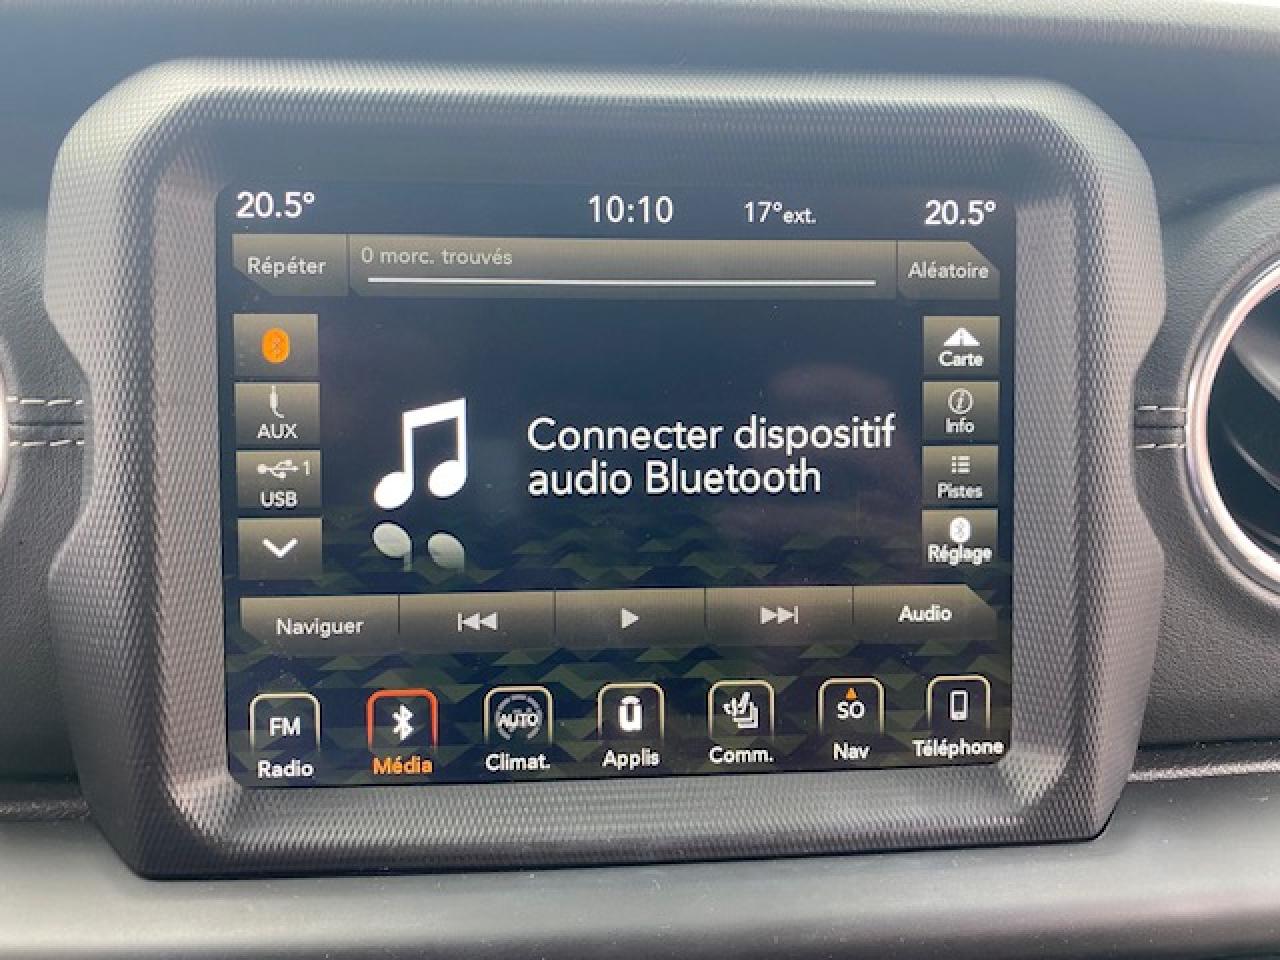 20.5° 10:10 17°ext. 20.5°
Répéter 0 morc. trouvés Aléatoire
Carte
AUX
Info
1
USB
Pistes
Connecter dispositif
audio Bluetooth
Réglage
Naviguer Audio
FM AUTO û SO
Radio Média Climat. Applis Comm. Nav Téléphone